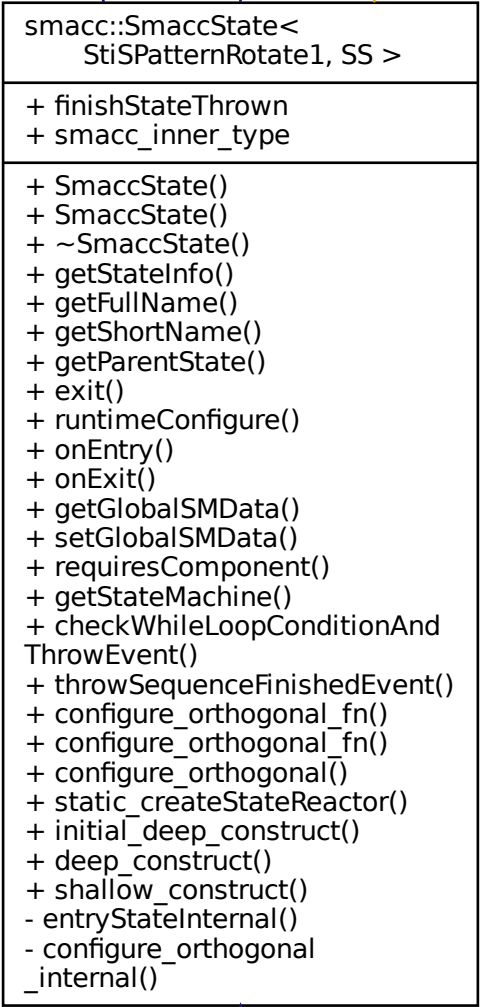 smacc::SmaccState<
StiSPatternRotate1, SS >
+ finishStateThrown
+ smacc_inner_type
+ SmaccState()
+ SmaccState()
+ ~SmaccState()
+ getStateInfo()
+ getFullName()
+ getShortName()
+ getParentState()
+ exit()
+ runtimeConfigure()
+ onEntry()
+ onExit()
+ getGlobalSMData()
+ setGlobalSMData()
+ requiresComponent()
+ getStateMachine()
+ checkWhileLoopConditionAnd
ThrowEvent()
+ throwSequenceFinishedEvent()
+ configure_orthogonal_fn()
+ configure_orthogonal_fn()
+ configure_orthogonal()
+ static_createStateReactor()
+ initial_deep_construct()
+ deep_construct()
+ shallow_construct()
- entryStateInternal()
- configure_orthogonal
_internal()